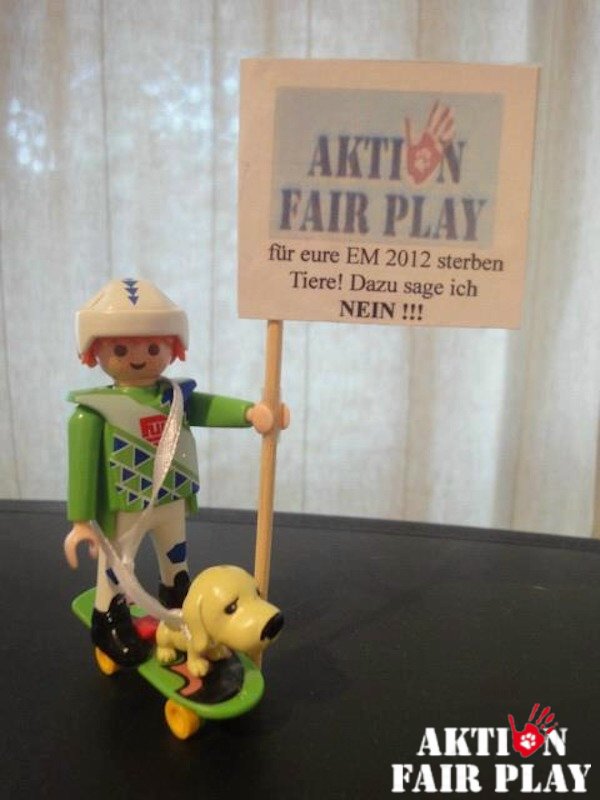 AKTION
FAIR PLAY
für eure EM 2012 sterben
Tiere! Dazu sage ich
NEIN !!!
AKTION
FAIR PLAY